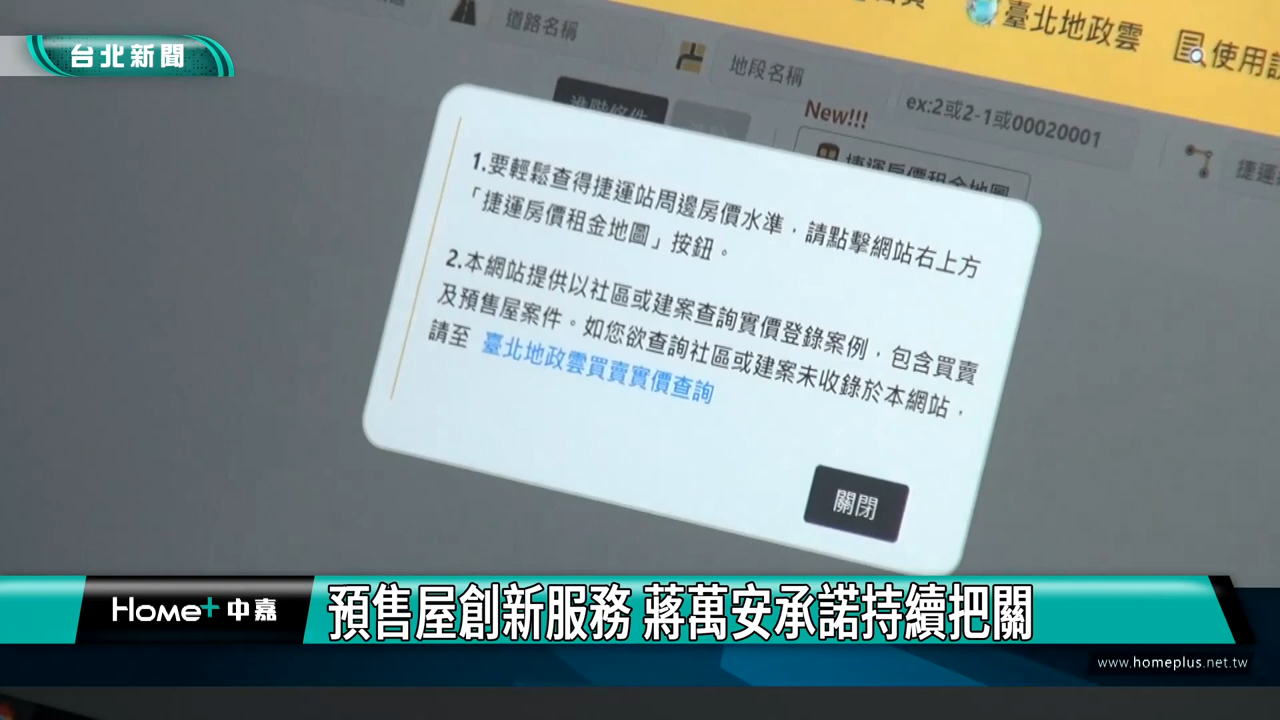 台北新聞
道路名稱
臺北地政雲
地段名稱
ex:2或2-1或00020001
New!!!
進階條件
捷運房價租金地圖
1.要輕鬆查得捷運站周邊房價水準，請點擊網站右上方
「捷運房價租金地圖」按鈕。
2.本網站提供以社區或建案查詢實價登錄案例，包含買賣
及預售屋案件。如您欲查詢社區或建案未收錄於本網站，
請至 臺北地政雲買賣實價查詢
關閉
Home+中嘉
預售屋創新服務 蔣萬安承諾持續把關
www.homeplus.net.tw